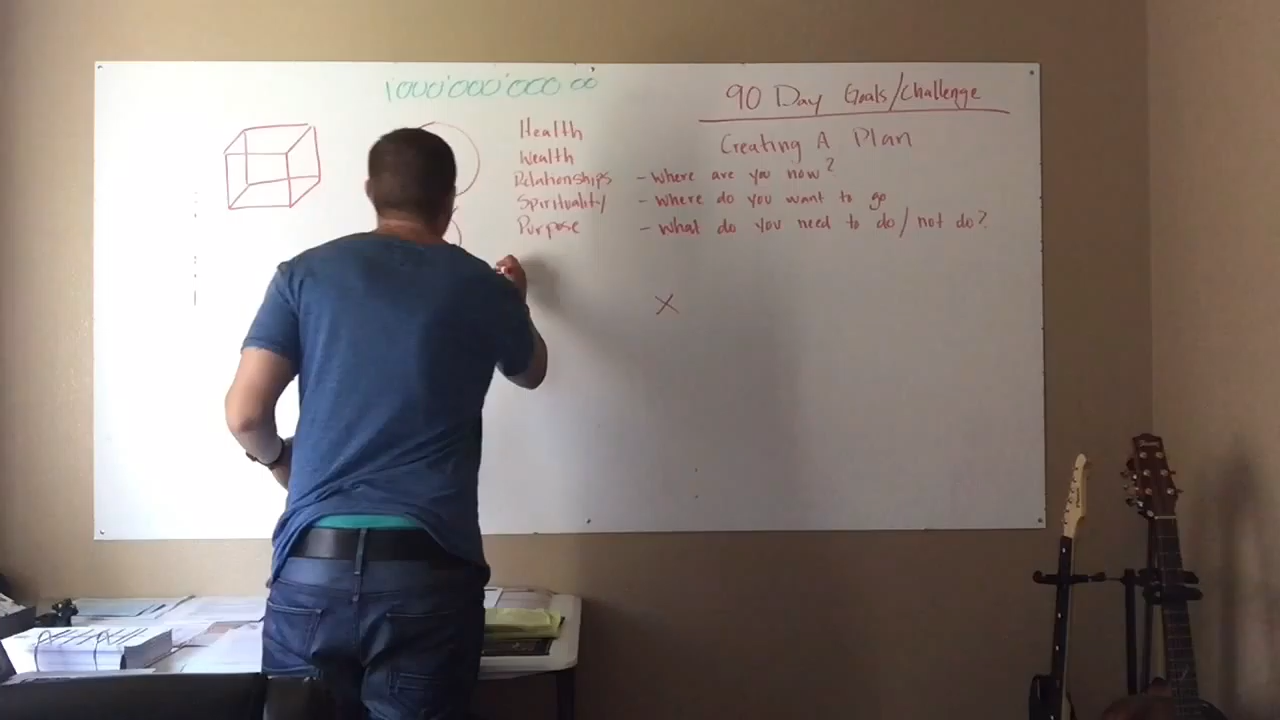 1000'000'000 00
90 Day Goals/Challenge
Creating A Plan
Health
Wealth
Relationships
Spirituality
Purpose
- where are you now?
- where do you want to go
- what do you need to do / not do?
X